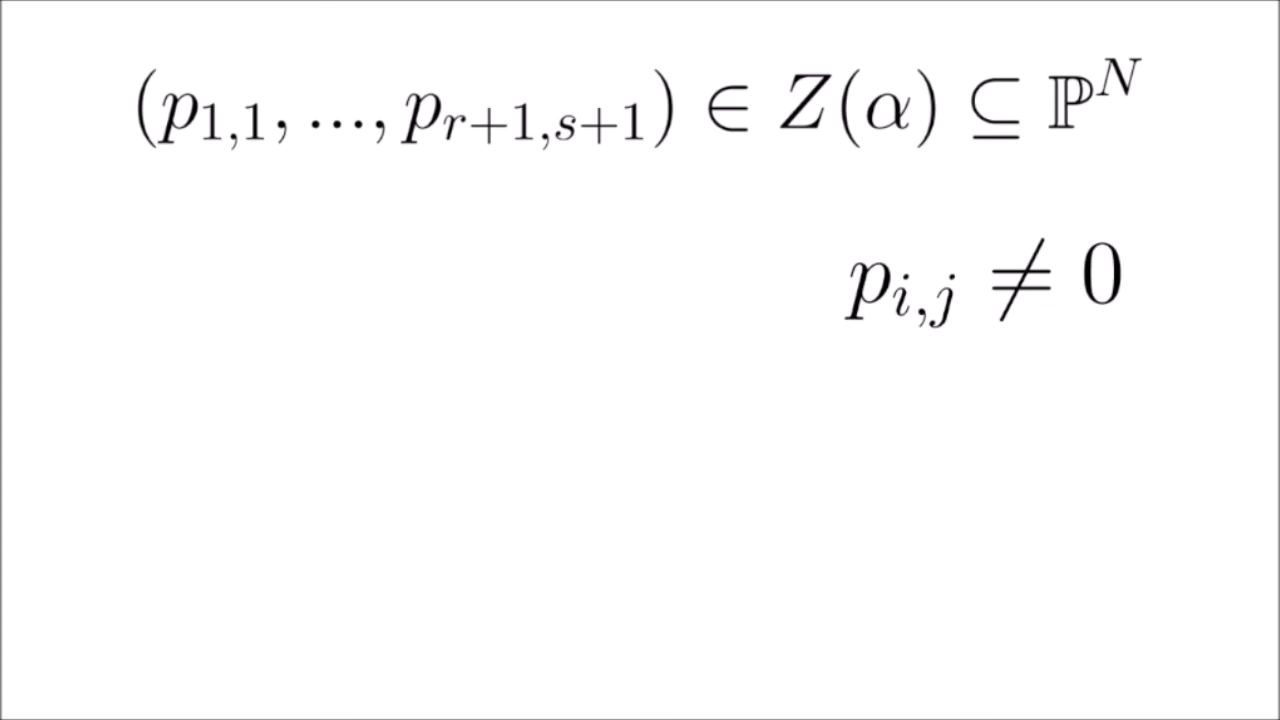 (p_{1,1}, ..., p_{r+1,s+1}) ∈ Z(α) ⊆ ℙ^N
p_{i,j} ≠ 0